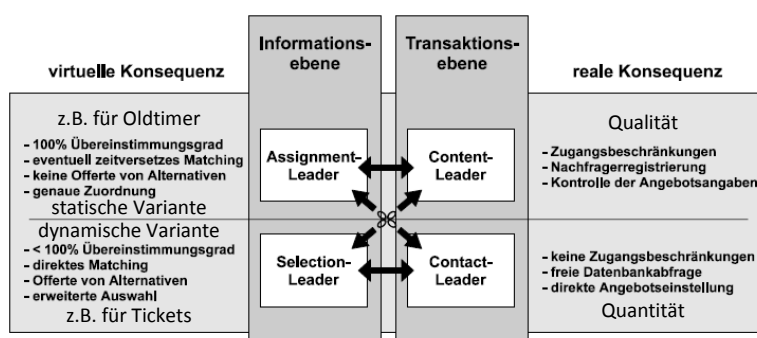 Informations-
ebene
Transaktions-
ebene
virtuelle Konsequenz
reale Konsequenz
z.B. für Oldtimer
- 100% Übereinstimmungsgrad
- eventuell zeitversetzes Matching
- keine Offerte von Alternativen
- genaue Zuordnung
statische Variante
Assignment-
Leader
Content-
Leader
Qualität
- Zugangsbeschränkungen
- Nachfragerregistrierung
- Kontrolle der Angebotsangaben
dynamische Variante
- < 100% Übereinstimmungsgrad
- direktes Matching
- Offerte von Alternativen
- erweiterte Auswahl
z.B. für Tickets
Selection-
Leader
Contact-
Leader
- keine Zugangsbeschränkungen
- freie Datenbankabfrage
- direkte Angebotseinstellung
Quantität